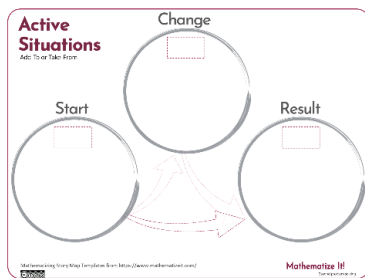 Active
Situations
Add To or Take From
Change
Start
Result
Mathematizing Story Map Templates from https://www.mathematizeit.com/
Mathematize It!